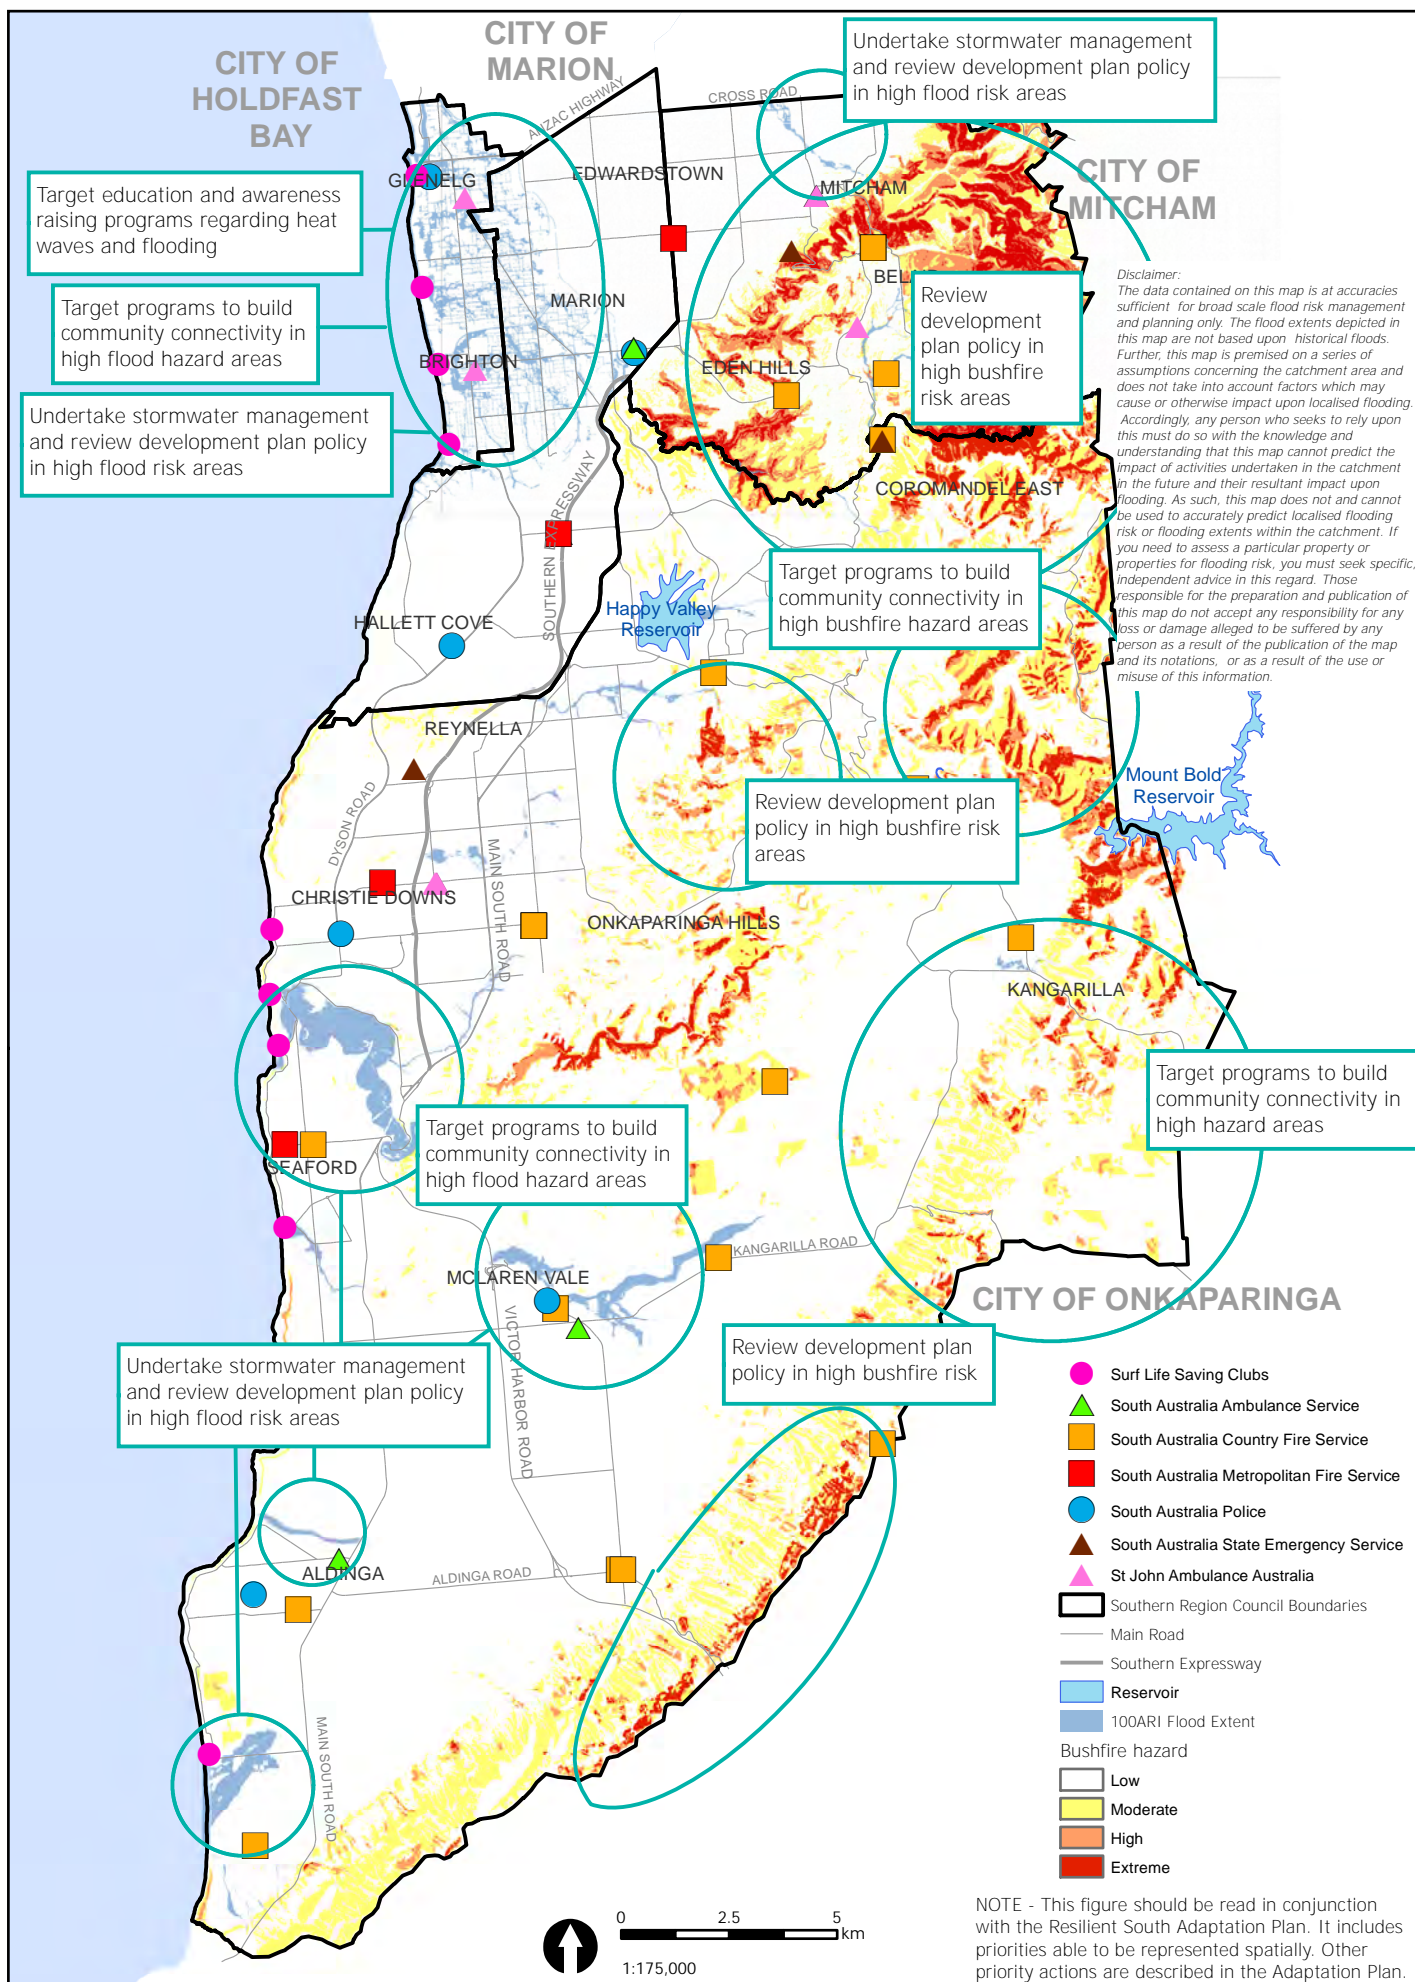 CITY OF
MARION
CITY OF
HOLDFAST
BAY
Undertake stormwater management
and review development plan policy
in high flood risk areas
ANZAC HIGHWAY
CROSS ROAD
CITY OF
MITCHAM
Target education and awareness
raising programs regarding heat
waves and flooding
GLENELG
EDWARDSTOWN
MITCHAM
Target programs to build
community connectivity in
high flood hazard areas
MARION
BRIGHTON
Undertake stormwater management
and review development plan policy
in high flood risk areas
EDEN HILLS
Review
development
plan policy in
high bushfire
risk areas
Disclaimer:
The data contained on this map is at accuracies
sufficient for broad scale flood risk management
and planning only. The flood extents depicted in
this map are not based upon historical floods.
Further, this map is premised on a series of
assumptions concerning the catchment area and
does not take into account factors which may
cause or otherwise impact upon localised flooding.
Accordingly, any person who seeks to rely upon
this must do so with the knowledge and
understanding that this map cannot predict the
impact of activities undertaken in the catchment
in the future and their resultant impact upon
flooding. As such, this map does not and cannot
be used to accurately predict localised flooding
risk or flooding extents within the catchment. If
you need to assess a particular property or
properties for flooding risk, you must seek specific,
independent advice in this regard. Those
responsible for the preparation and publication of
this map do not accept any responsibility for any
loss or damage alleged to be suffered by any
person as a result of the publication of the map
and its notations, or as a result of the use or
misuse of this information.
COROMANDEL EAST
SOUTHERN EXPRESSWAY
Target programs to build
community connectivity in
high bushfire hazard areas
Happy Valley
Reservoir
HALLETT COVE
REYNELLA
DYSON ROAD
Mount Bold
Reservoir
Review development plan
policy in high bushfire risk
areas
MAIN SOUTH ROAD
CHRISTIE DOWNS
ONKAPARINGA HILLS
KANGARILLA
Target programs to build
community connectivity in
high hazard areas
Target programs to build
community connectivity in
high flood hazard areas
SEAFORD
KANGARILLA ROAD
MCLAREN VALE
CITY OF ONKAPARINGA
VICTOR HARBOR ROAD
Undertake stormwater management
and review development plan policy
in high flood risk areas
Review development plan
policy in high bushfire risk
ALDINGA
ALDINGA ROAD
MAIN SOUTH ROAD
Surf Life Saving Clubs
South Australia Ambulance Service
South Australia Country Fire Service
South Australia Metropolitan Fire Service
South Australia Police
South Australia State Emergency Service
St John Ambulance Australia
Southern Region Council Boundaries
Main Road
Southern Expressway
Reservoir
100ARI Flood Extent
Bushfire hazard
Low
Moderate
High
Extreme
0 2.5 5
km
1:175,000
NOTE - This figure should be read in conjunction
with the Resilient South Adaptation Plan. It includes
priorities able to be represented spatially. Other
priority actions are described in the Adaptation Plan.